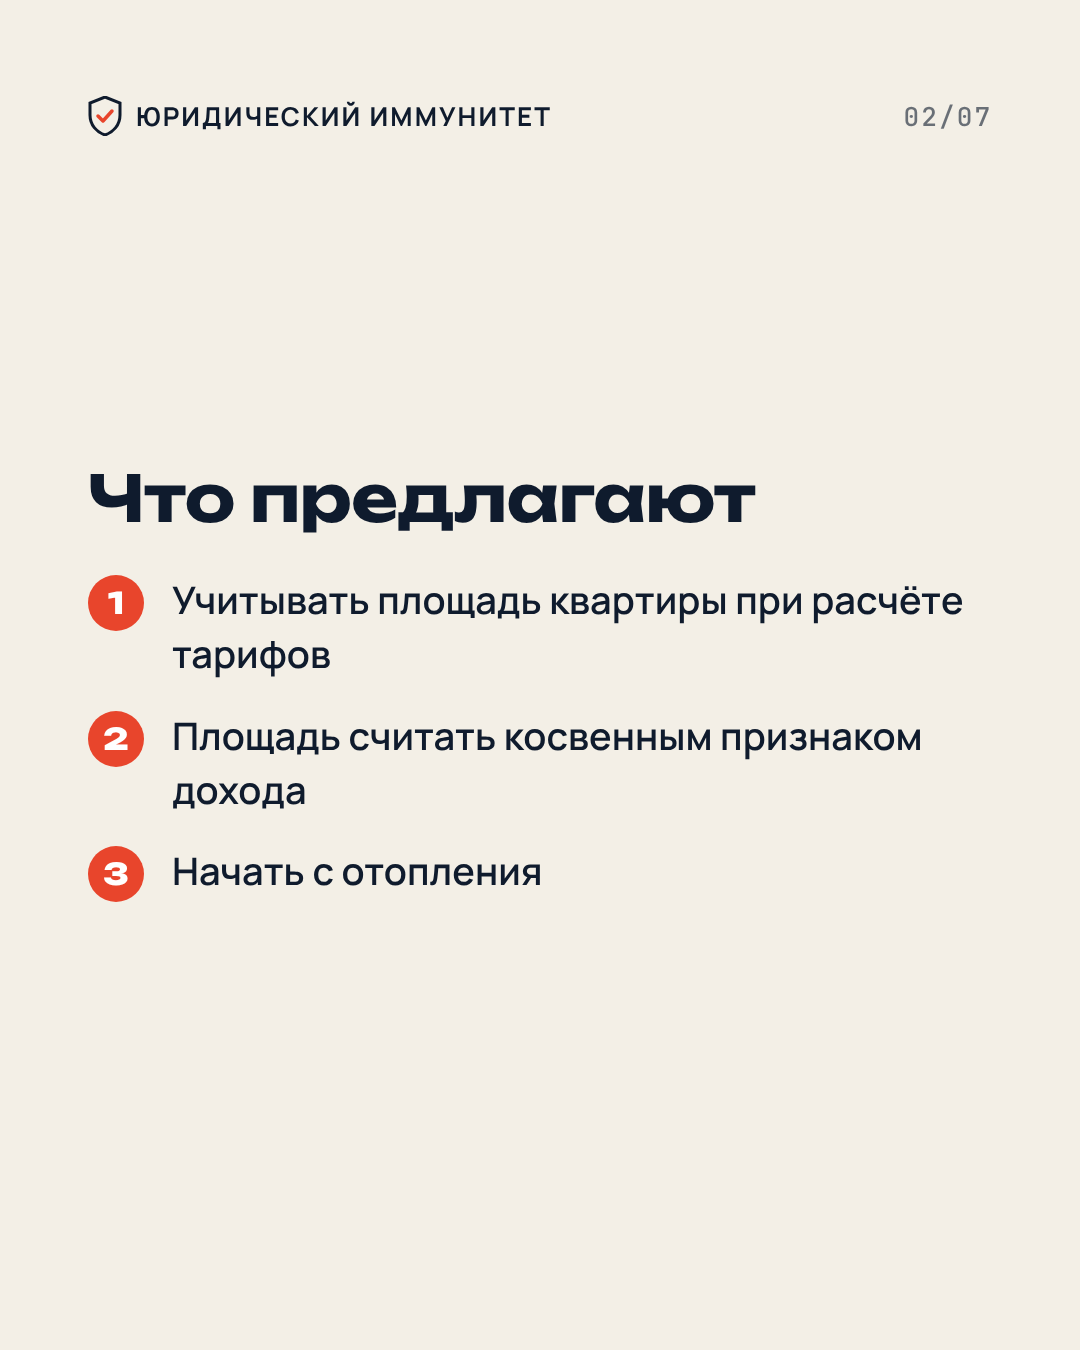 ЮРИДИЧЕСКИЙ ИММУНИТЕТ
02/07
Что предлагают
1 Учитывать площадь квартиры при расчёте
тарифов
2 Площадь считать косвенным признаком
дохода
3 Начать с отопления